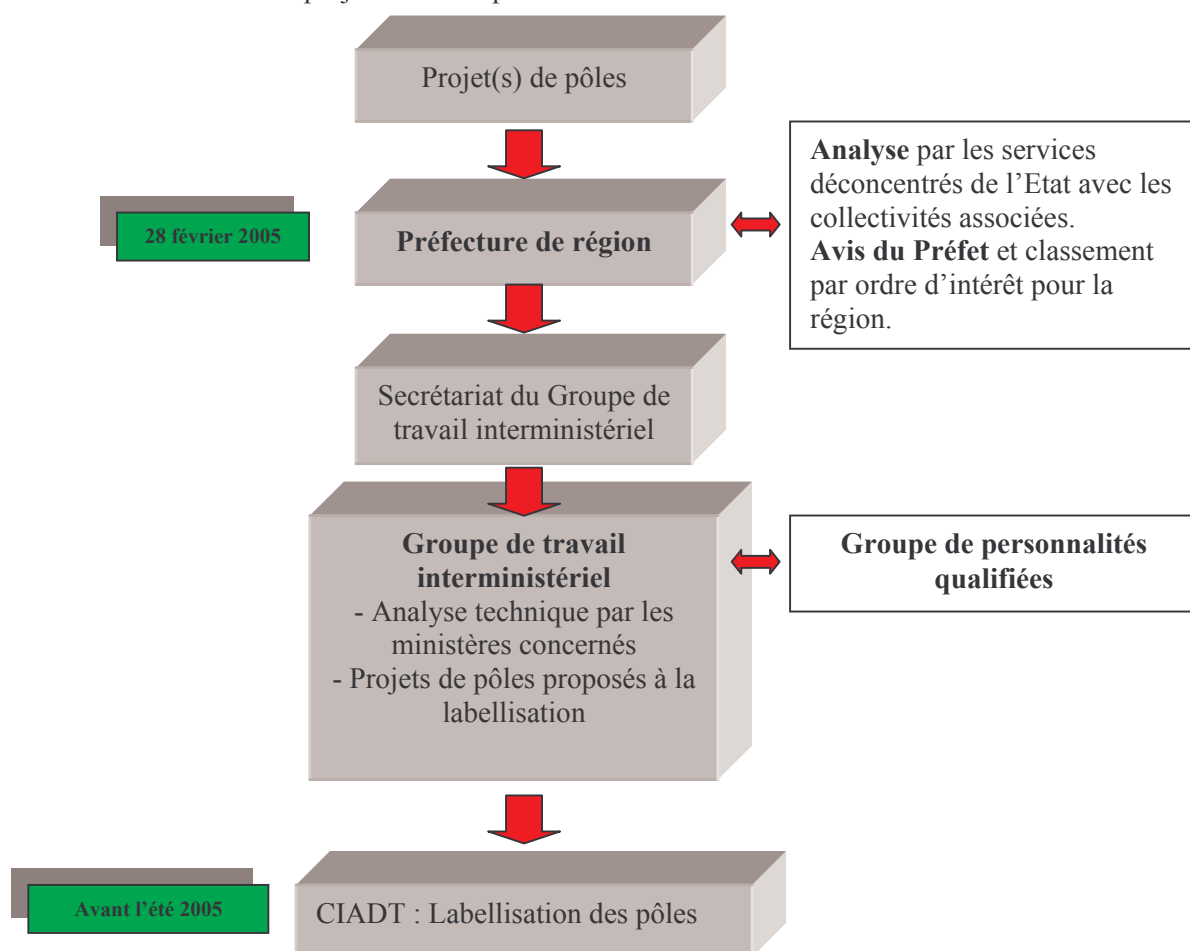 Projet(s) de pôles
28 février 2005
Préfecture de région
Analyse par les services
déconcentrés de l’Etat avec les
collectivités associées.
Avis du Préfet et classement
par ordre d’intérêt pour la
région.
Secrétariat du Groupe de
travail interministériel
Groupe de travail
interministériel
- Analyse technique par les
ministères concernés
- Projets de pôles proposés à la
labellisation
Groupe de personnalités
qualifiées
Avant l’été 2005
CIADT : Labellisation des pôles